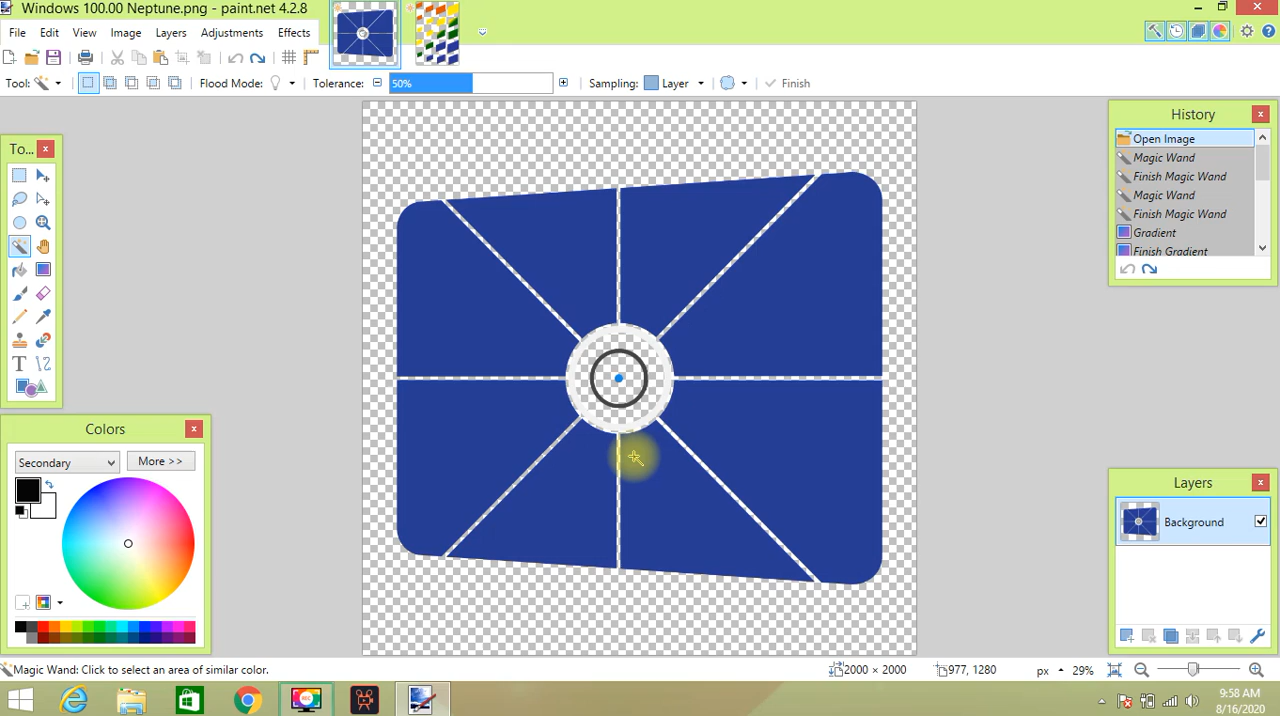 Windows 100.00 Neptune.png - paint.net 4.2.8
File Edit View Image Layers Adjustments Effects
Tool: Flood Mode: Tolerance: 50% Sampling: Layer Finish
To...
History
Open Image
Magic Wand
Finish Magic Wand
Magic Wand
Finish Magic Wand
Gradient
Finish Gradient
Colors
Secondary More >>
Layers
Background
Magic Wand: Click to select an area of similar color. 2000 × 2000 977, 1280 px 29%
REC
9:58 AM
8/16/2020